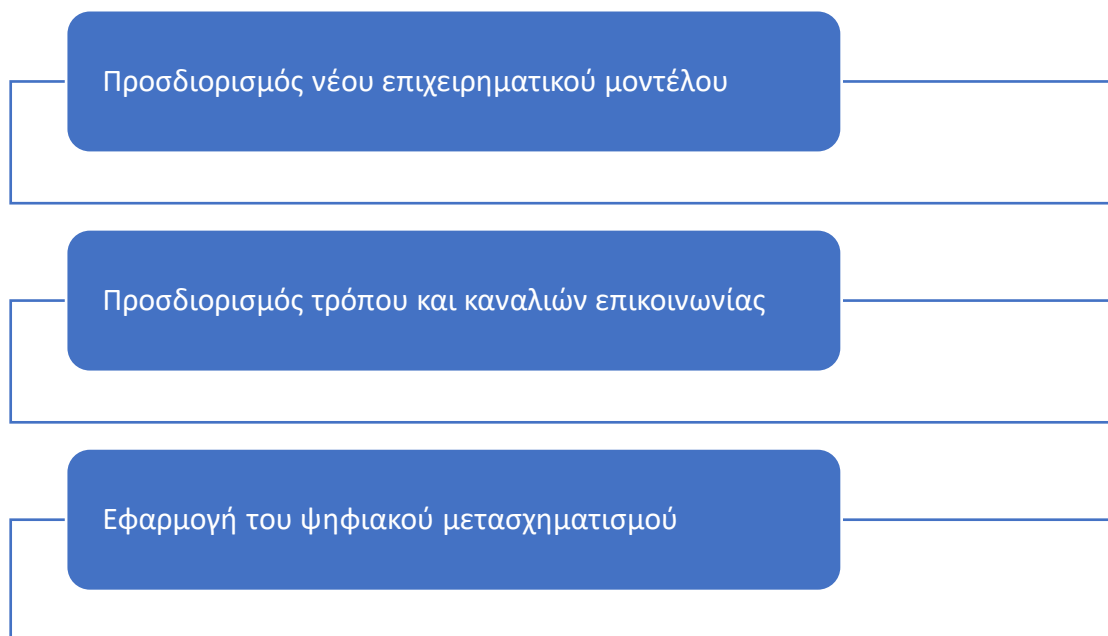 Προσδιορισμός νέου επιχειρηματικού μοντέλου
Προσδιορισμός τρόπου και καναλιών επικοινωνίας
Εφαρμογή του ψηφιακού μετασχηματισμού